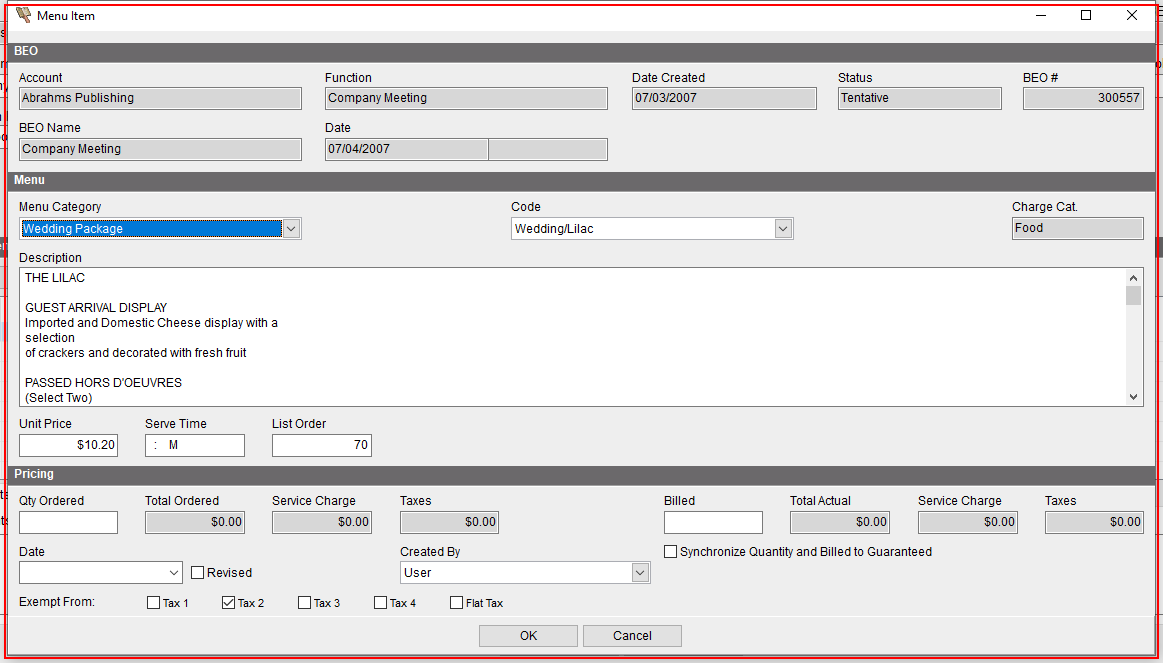 Menu Item
BEO
Account
Function
Date Created
Status
BEO #
Abrahms Publishing
Company Meeting
07/03/2007
Tentative
300557
BEO Name
Date
Company Meeting
07/04/2007
Menu
Menu Category
Code
Charge Cat.
Wedding Package
Wedding/Lilac
Food
Description
THE LILAC
GUEST ARRIVAL DISPLAY
Imported and Domestic Cheese display with a
selection
of crackers and decorated with fresh fruit
PASSED HORS D'OEUVRES
(Select Two)
Unit Price
Serve Time
List Order
$10.20
: M
70
Pricing
Qty Ordered
Total Ordered
Service Charge
Taxes
Billed
Total Actual
Service Charge
Taxes
$0.00
$0.00
$0.00
$0.00
$0.00
$0.00
Date
Created By
Synchronize Quantity and Billed to Guaranteed
Revised
User
Exempt From:
Tax 1
Tax 2
Tax 3
Tax 4
Flat Tax
OK
Cancel